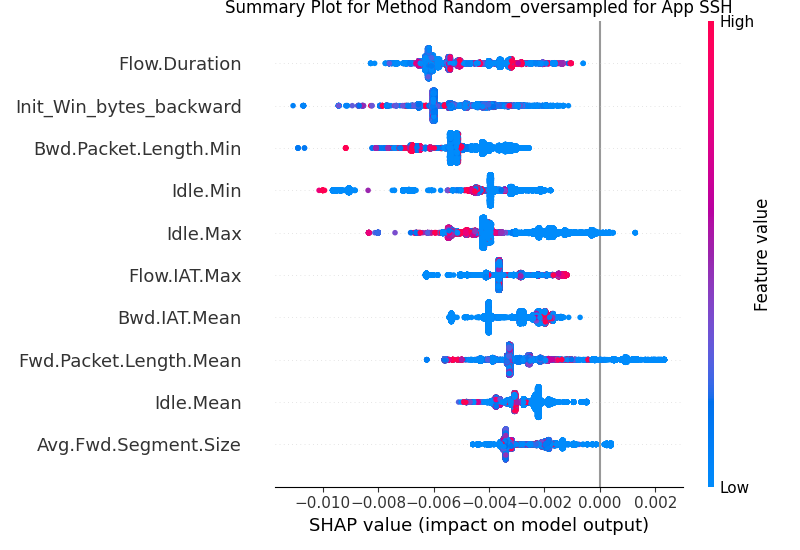 Summary Plot for Method Random_oversampled for App SSH
High
Flow.Duration
Init_Win_bytes_backward
Bwd.Packet.Length.Min
Idle.Min
Idle.Max
Flow.IAT.Max
Bwd.IAT.Mean
Fwd.Packet.Length.Mean
Idle.Mean
Avg.Fwd.Segment.Size
Feature value
Low
−0.010 −0.008 −0.006 −0.004 −0.002 0.000 0.002
SHAP value (impact on model output)